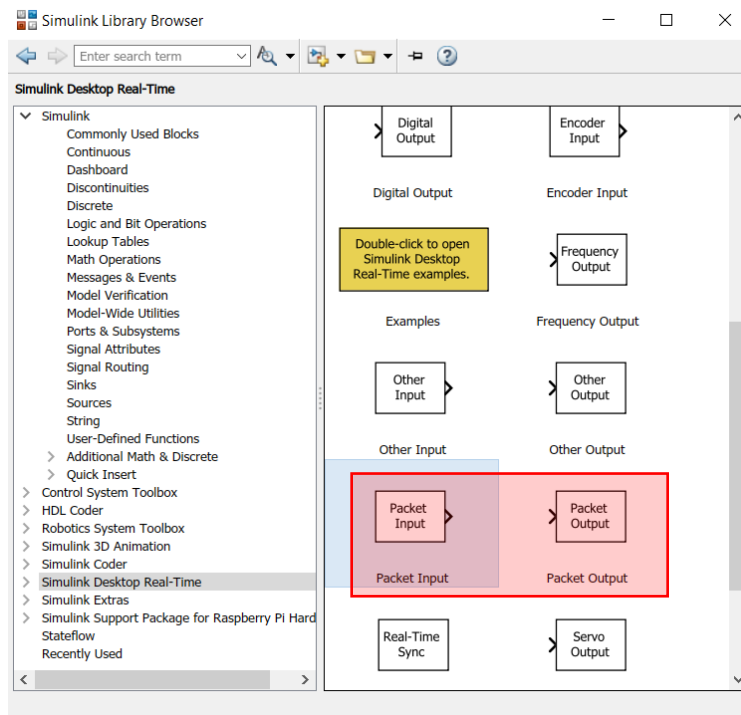 Simulink Library Browser
Enter search term
Simulink Desktop Real-Time
Simulink
Commonly Used Blocks
Continuous
Dashboard
Discontinuities
Discrete
Logic and Bit Operations
Lookup Tables
Math Operations
Messages & Events
Model Verification
Model-Wide Utilities
Ports & Subsystems
Signal Attributes
Signal Routing
Sinks
Sources
String
User-Defined Functions
Additional Math & Discrete
Quick Insert
Control System Toolbox
HDL Coder
Robotics System Toolbox
Simulink 3D Animation
Simulink Coder
Simulink Desktop Real-Time
Simulink Extras
Simulink Support Package for Raspberry Pi Hard
Stateflow
Recently Used
Digital
Output
Digital Output
Encoder
Input
Encoder Input
Double-click to open
Simulink Desktop
Real-Time examples.
Examples
Frequency
Output
Frequency Output
Other
Input
Other Input
Other
Output
Other Output
Packet
Input
Packet Input
Packet
Output
Packet Output
Real-Time
Sync
Servo
Output